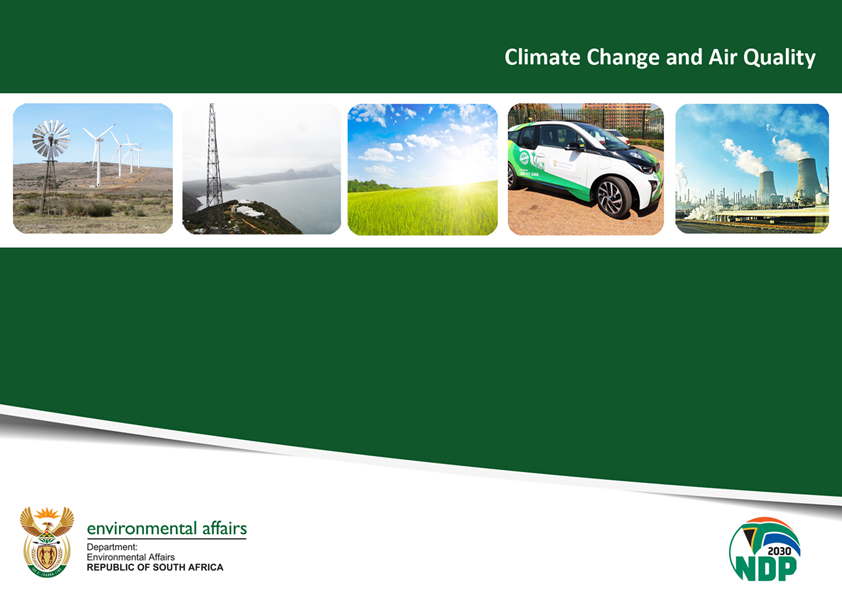 Climate Change and Air Quality
environmental affairs
Department:
Environmental Affairs
REPUBLIC OF SOUTH AFRICA
2030
NDP